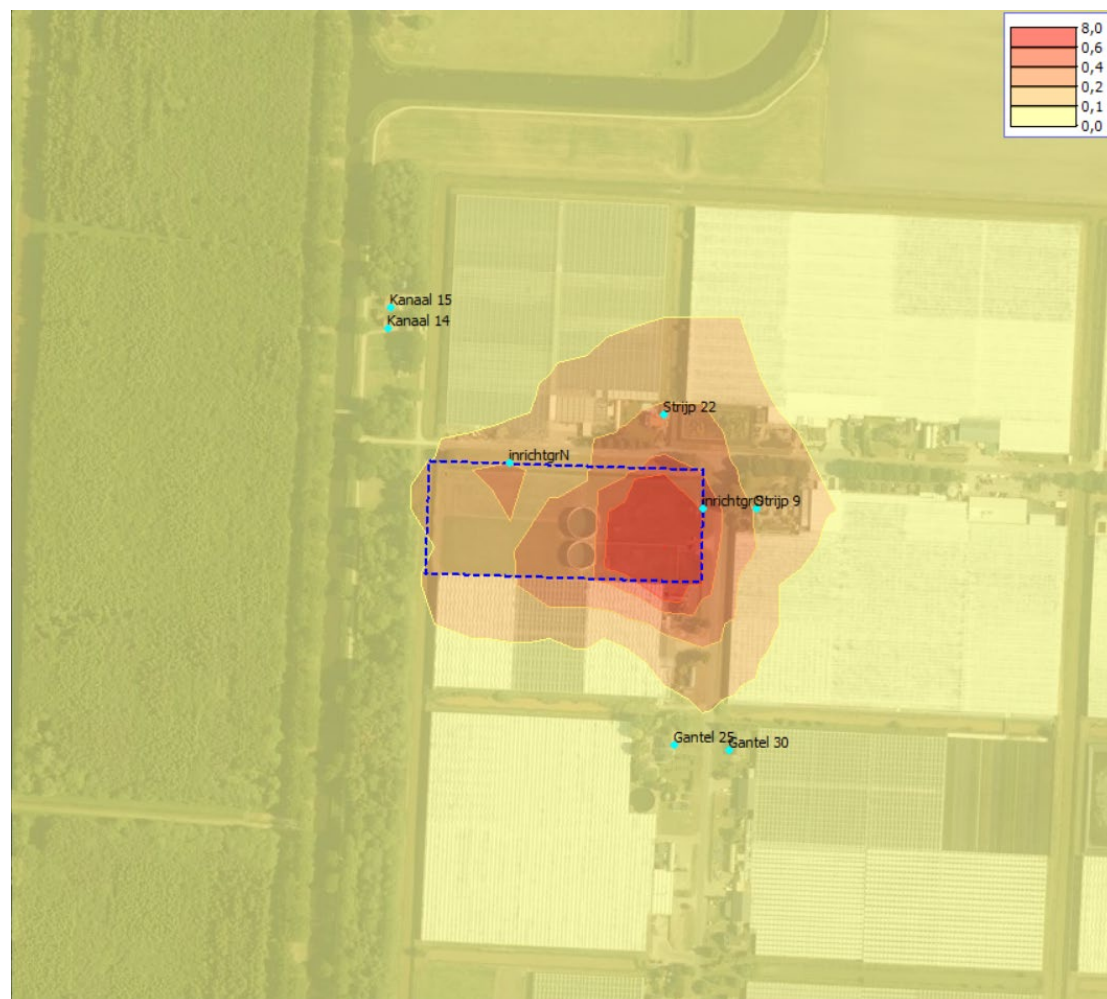 8,0
0,6
0,4
0,2
0,1
0,0
Kanaal 15
Kanaal 14
Strijp 22
inrichtgrN
Strijp 9
Gantel 25
Gantel 30